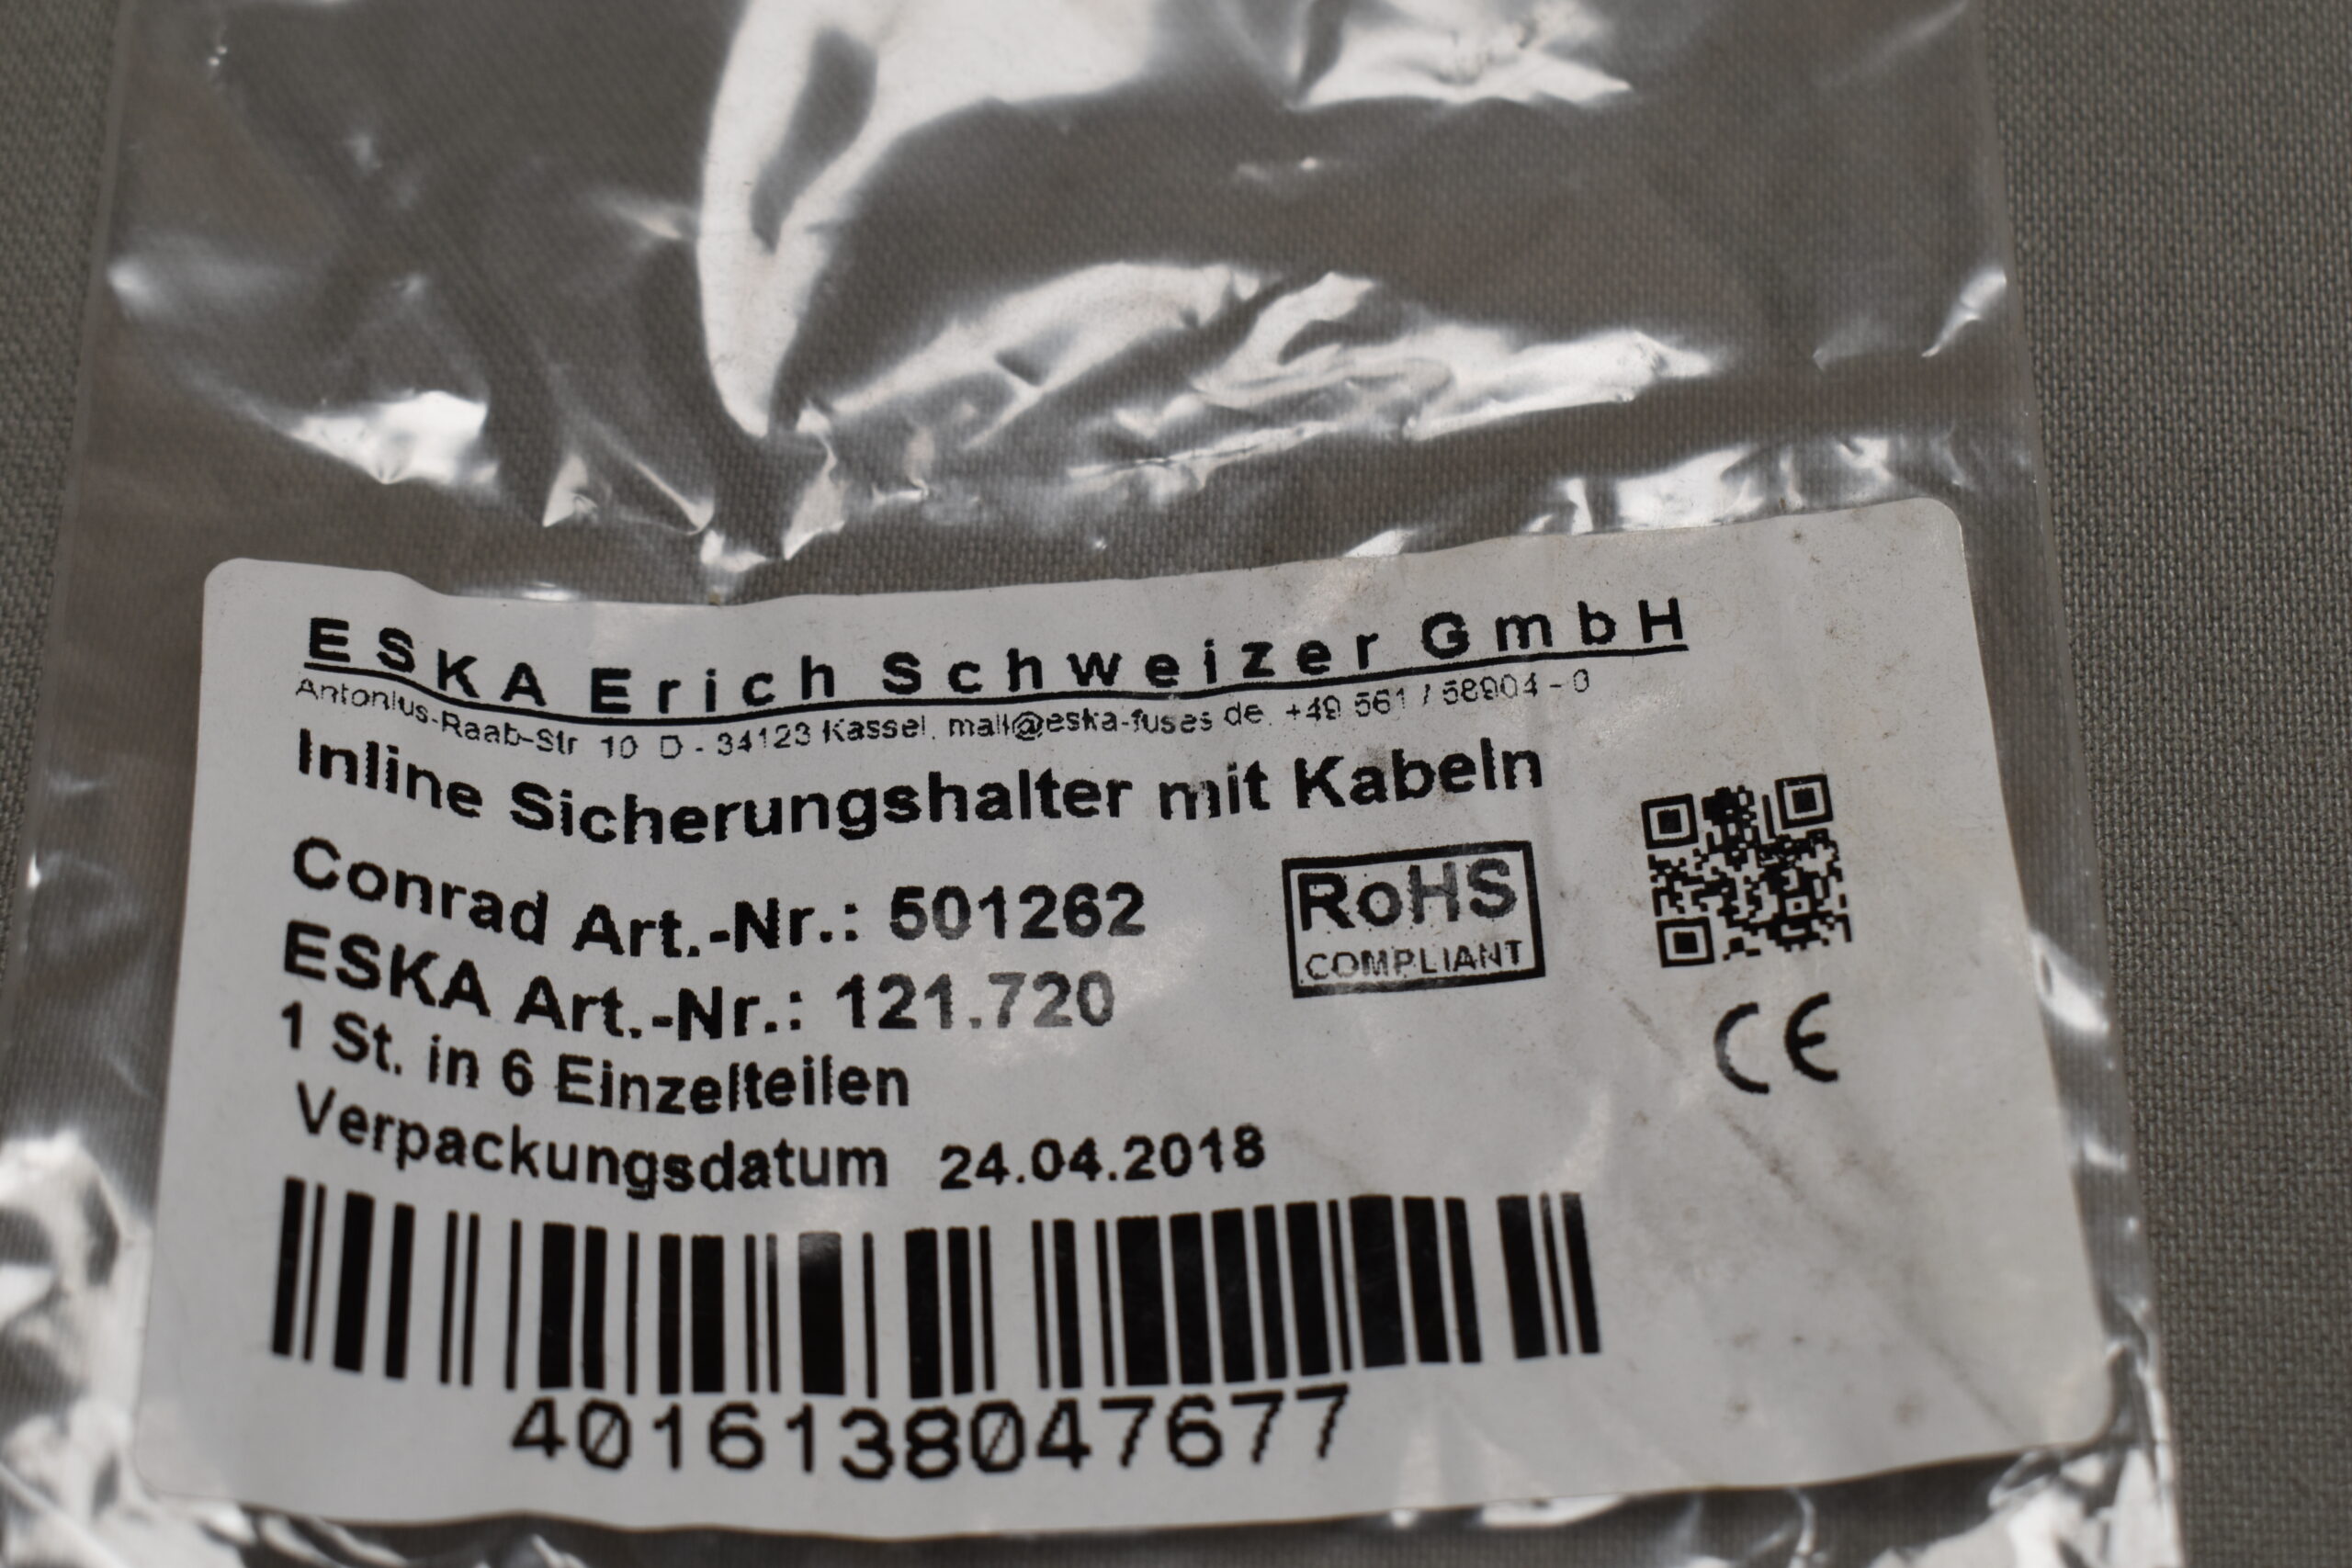 ESKA Erich Schweizer GmbH
Antonius-Raab-Str. 10 D - 34123 Kassel, mail@eska-fuses.de, +49 561 / 58904 - 0
Inline Sicherungshalter mit Kabeln
Conrad Art.-Nr.: 501262
RoHS
COMPLIANT
ESKA Art.-Nr.: 121.720
1 St. in 6 Einzelteilen
CE
Verpackungsdatum 24.04.2018
4016138047677